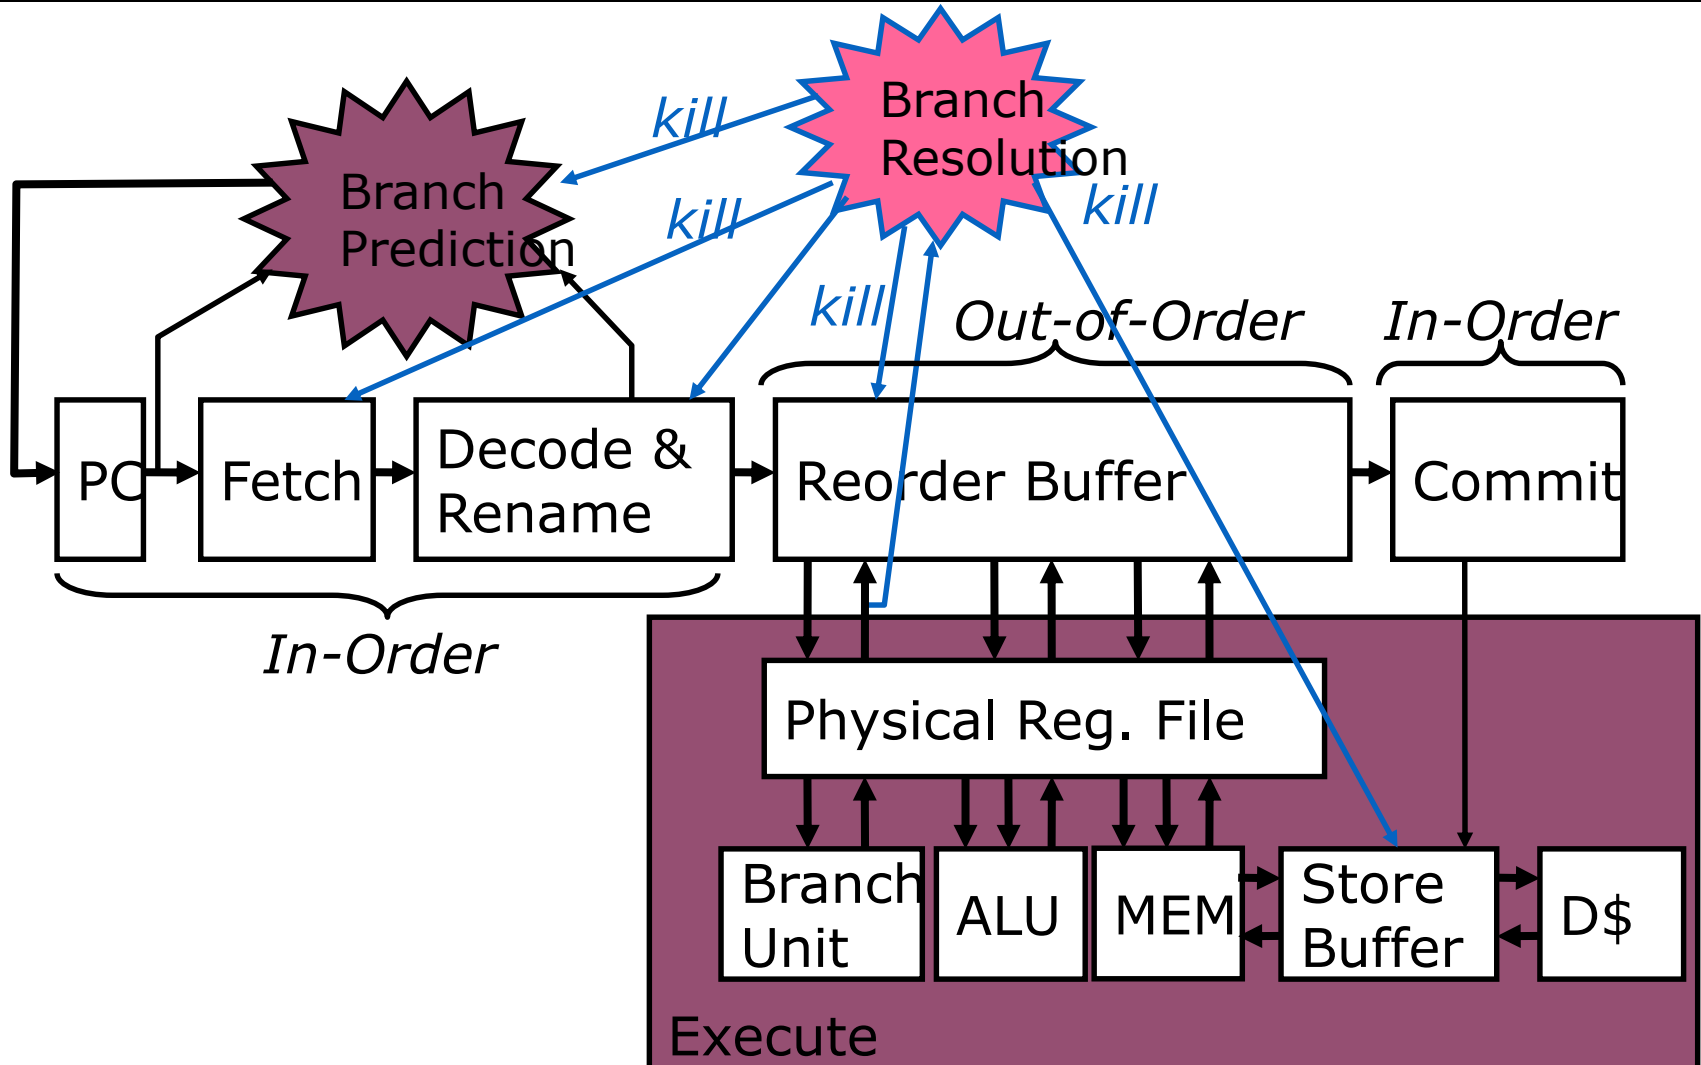 Branch
Resolution
kill
Branch
Prediction
kill
kill
kill
Out-of-Order
In-Order
PC
Fetch
Decode &
Rename
Reorder Buffer
Commit
In-Order
Physical Reg. File
Branch
Unit
ALU
MEM
Store
Buffer
D$
Execute